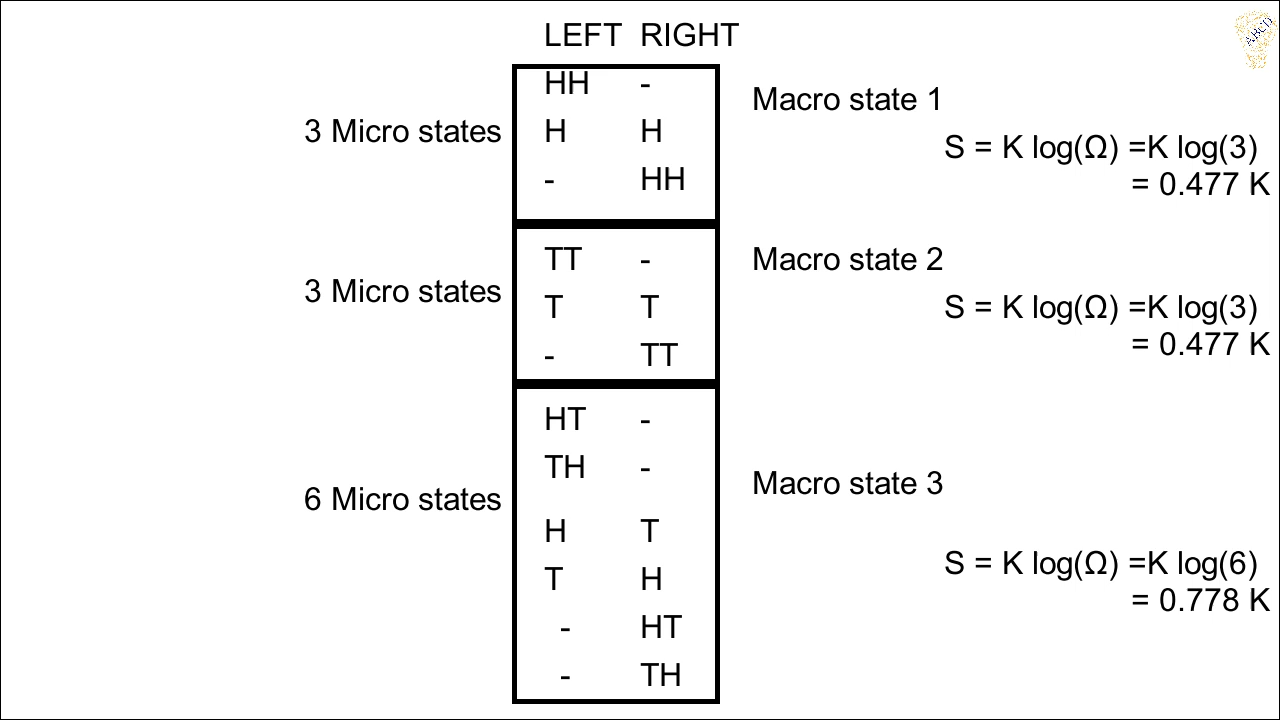 LEFT RIGHT
HH -
Macro state 1
3 Micro states H H
S = K log(Ω) =K log(3)
- HH
= 0.477 K
TT -
Macro state 2
3 Micro states
T T
S = K log(Ω) =K log(3)
- TT
= 0.477 K
HT -
TH -
Macro state 3
6 Micro states
H T
S = K log(Ω) =K log(6)
T H
= 0.778 K
- HT
- TH
ABCD